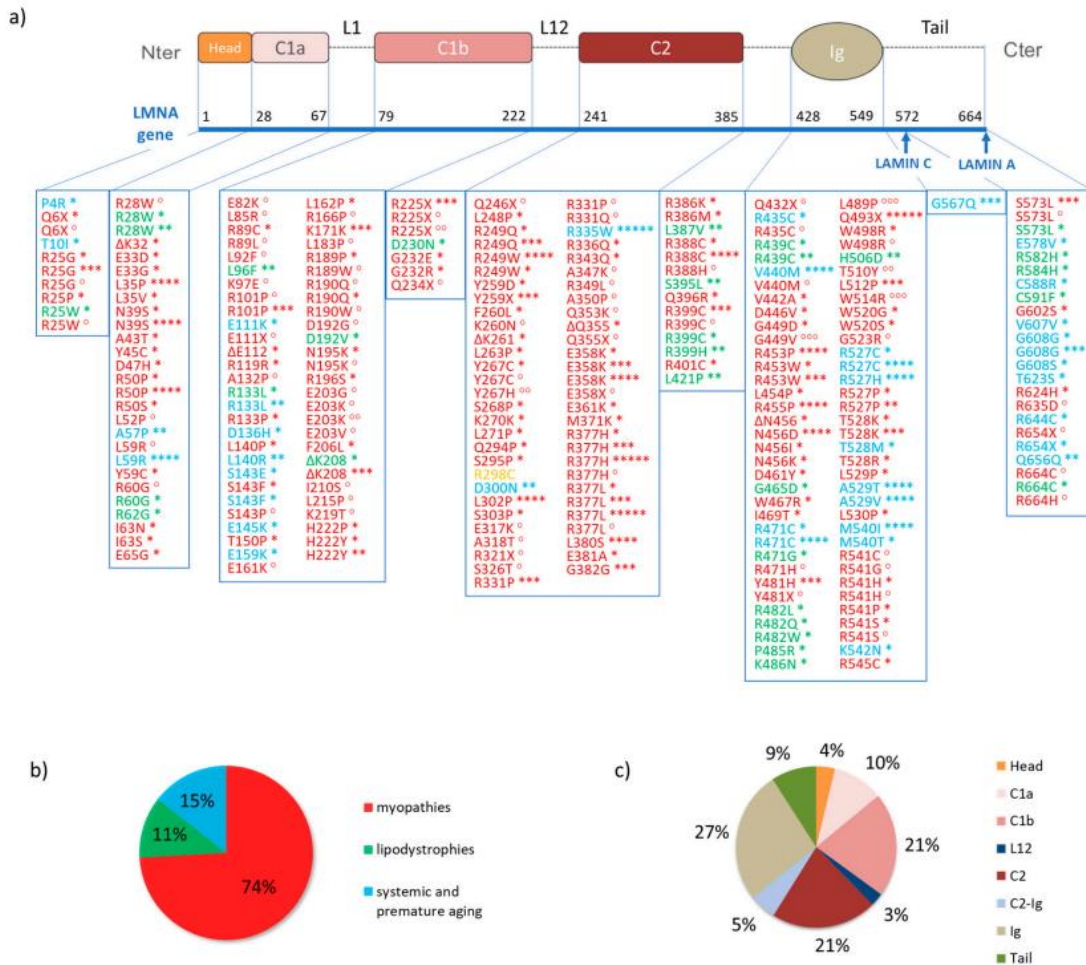 a)
L1
L12
Tail
Nter
Head
C1a
C1b
C2
Ig
Cter
LMNA gene
1
28
67
79
222
241
385
428
549
572
664
LAMIN C
LAMIN A
P4R *
Q6X *
Q6X °
T10I *
R25G *
R25G ***
R25G °
R25P *
R25W *
R25W °
R28W °
R28W *
R28W **
ΔK32 *
E33D *
E33G *
L35P ****
L35V *
N39S *
N39S ****
A43T *
Y45C *
D47H *
R50P *
R50P ****
R50S *
L52P °
A57P **
L59R °
L59R ****
Y59C *
R60G °
R60G *
R62G
I63N *
I63S *
E65G *
E82K °
L85R °
R89C *
R89L °
L92F °
L96F **
K97E °
R101P *
R101P ***
E111K *
E111X °
ΔE112 *
R119R *
A132P °
R133L *
R133L **
R133P *
D136H *
L140P *
L140R **
S143E *
S143F *
S143F *
S143P °
E145K *
T150P *
E159K *
E161K °
L162P *
R166P °
K171K ***
L183P °
R189P *
R189W °
R190Q °
R190Q *
R190W °
D192G °
D192V *
N195K *
N195K °
R196S *
E203G °
E203K °
E203K °°
E203V °
F206L *
ΔK208 *
ΔK208 ***
I210S °
L215P °
K219T °
H222P *
H222Y *
H222Y **
R225X ***
R225X °
R225X °°
D230N *
G232E *
G232R *
Q234X *
Q246X °
L248P *
R249Q *
R249Q ***
R249W ****
R249W *
Y259D *
Y259X ***
F260L *
K260N °
ΔK261 *
L263P *
Y267C *
Y267C °
Y267H °°
S268P *
K270K *
L271P *
Q294P *
S295P *
R298C
D300N **
L302P ****
S303P *
E317K °
A318T °
R321X °
S326T °
R331P ***
R331P °
R331Q °
R335W *****
R336Q *
R343Q *
A347K °
R349L °
A350P °
Q353K °
ΔQ355 *
Q355X °
E358K *
E358K ***
E358K ****
E358X °
E361K *
M371K *
R377H *
R377H ***
R377H *****
R377H °
R377L *
R377L ***
R377L *****
R377L °
L380S ****
E381A *
G382G ***
R386K *
R386M *
L387V **
R388C *
R388C ****
R388H °
S395L **
Q396R *
R399C *
R399C °
R399C *
R399H **
R401C *
L421P **
Q432X *
R435C *
R435C °
R439C *
R439C **
V440M ****
V440M °
V442A *
D446V *
G449D *
G449V °°°
R453P ****
R453W *
R453W ***
L454P *
R455P ****
ΔN456 *
N456D ****
N456I *
N456K *
D461Y *
G465D *
W467R *
I469T *
R471C *
R471C ****
R471G *
R471H °
Y481H ***
Y481X °
R482L *
R482Q *
R482W *
P485R *
K486N *
L489P °°°
Q493X *****
W498R *
W498R °
H506D **
T510Y °°
L512P ***
W514R °°°
W520G *
W520S *
G523R °
R527C *
R527C ****
R527H ****
R527P *
R527P **
T528K *
T528K ***
T528M *
T528R *
L529P *
A529T ****
A529V ****
L530P *
M540I ****
M540T *
R541C °
R541G °
R541H *
R541H °
R541P *
R541S *
R541S °
K542N *
R545C *
G567Q ***
S573L ***
S573L °
S573L *
E578V *
R582H *
R584H *
C588R *
C591F *
G602S *
V607V *
G608G *
G608G ***
G608S *
T623S *
R624H *
R635D °
R644C *
R654X °
R654X *
Q656Q **
R664C °
R664C *
R664H °
b)
15%
11%
74%
myopathies
lipodystrophies
systemic and
premature aging
c)
9%
4%
10%
27%
21%
5%
21%
3%
Head
C1a
C1b
L12
C2
C2-Ig
Ig
Tail